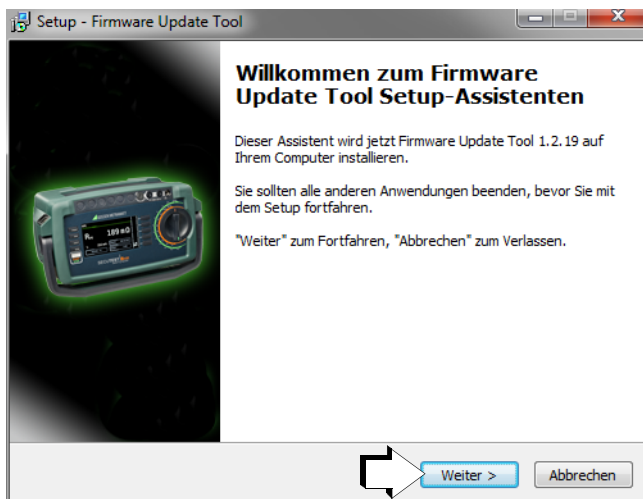 Setup - Firmware Update Tool
Willkommen zum Firmware
Update Tool Setup-Assistenten
Dieser Assistent wird jetzt Firmware Update Tool 1.2.19 auf
Ihrem Computer installieren.
Sie sollten alle anderen Anwendungen beenden, bevor Sie mit
dem Setup fortfahren.
"Weiter" zum Fortfahren, "Abbrechen" zum Verlassen.
189 mΩ
Weiter >
Abbrechen